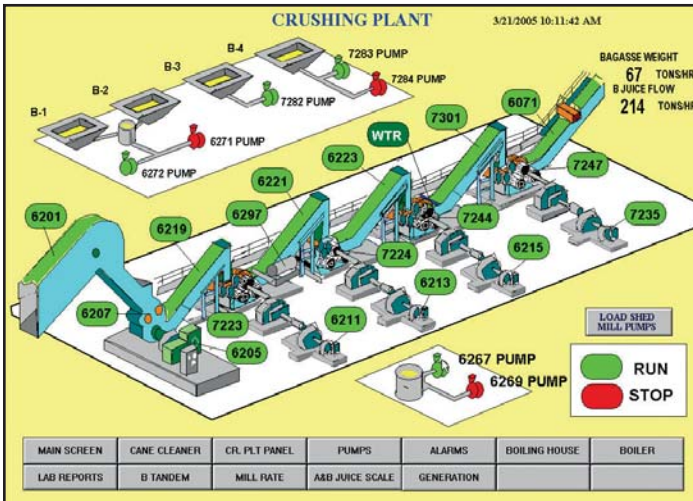 CRUSHING PLANT
3/21/2005 10:11:42 AM
B-4
7283 PUMP
B-3
7284 PUMP
BAGASSE WEIGHT
67 TONS/HR
B JUICE FLOW
214 TONS/HR
B-2
7282 PUMP
B-1
6271 PUMP
6272 PUMP
6071
7301
WTR
6223
7247
6221
6201
6297
7244
7235
6219
7224
6215
6213
6207
7223
6211
6205
LOAD SHED
MILL PUMPS
6267 PUMP
6269 PUMP
RUN
STOP
MAIN SCREEN CANE CLEANER CR. PLT PANEL PUMPS ALARMS BOILING HOUSE BOILER
LAB REPORTS B TANDEM MILL RATE A&B JUICE SCALE GENERATION